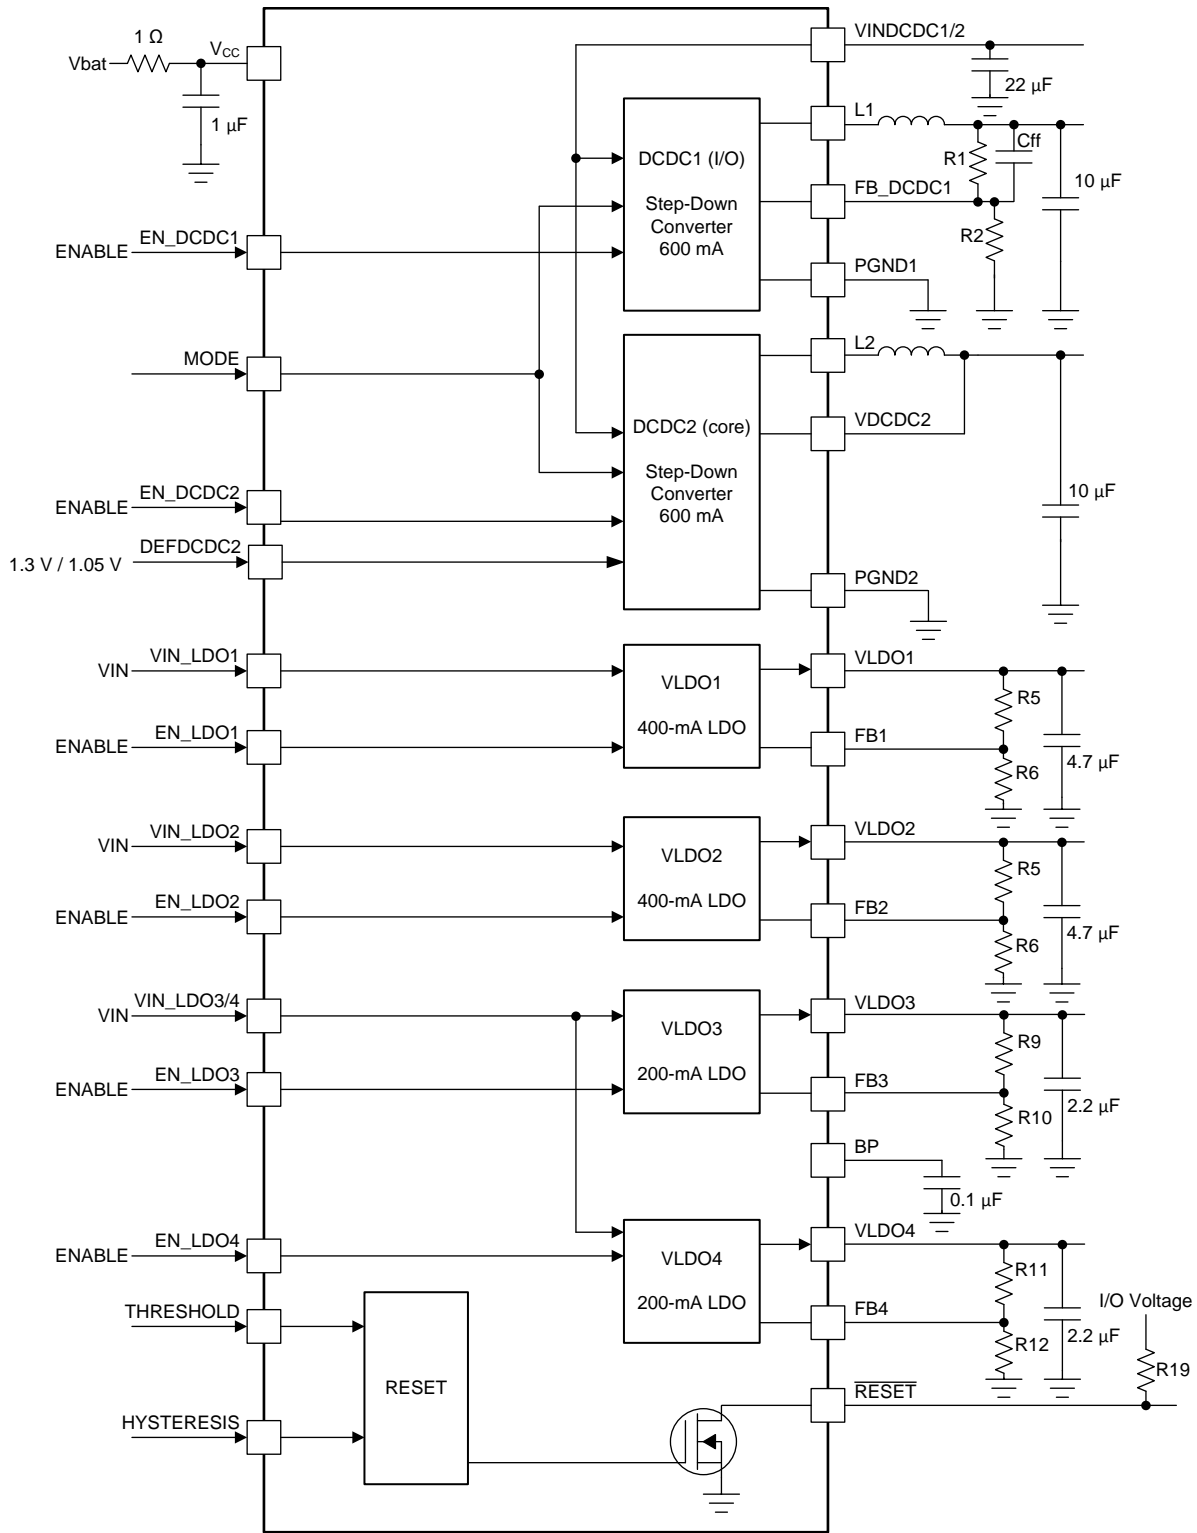 1 Ω
Vbat
VCC
1 µF
VINDCDC1/2
22 µF
L1
Cff
R1
10 µF
DCDC1 (I/O)
Step-Down
Converter
600 mA
FB_DCDC1
R2
ENABLE
EN_DCDC1
PGND1
MODE
L2
DCDC2 (core)
Step-Down
Converter
600 mA
VDCDC2
10 µF
ENABLE
EN_DCDC2
1.3 V / 1.05 V
DEFDCDC2
PGND2
VIN
VIN_LDO1
VLDO1
400-mA LDO
VLDO1
R5
ENABLE
EN_LDO1
FB1
R6
4.7 µF
VIN
VIN_LDO2
VLDO2
400-mA LDO
VLDO2
R5
ENABLE
EN_LDO2
FB2
R6
4.7 µF
VIN
VIN_LDO3/4
VLDO3
200-mA LDO
VLDO3
R9
ENABLE
EN_LDO3
FB3
R10
2.2 µF
BP
0.1 µF
ENABLE
EN_LDO4
VLDO4
200-mA LDO
VLDO4
R11
I/O Voltage
THRESHOLD
FB4
R12
2.2 µF
R19
RESET
RESET
HYSTERESIS